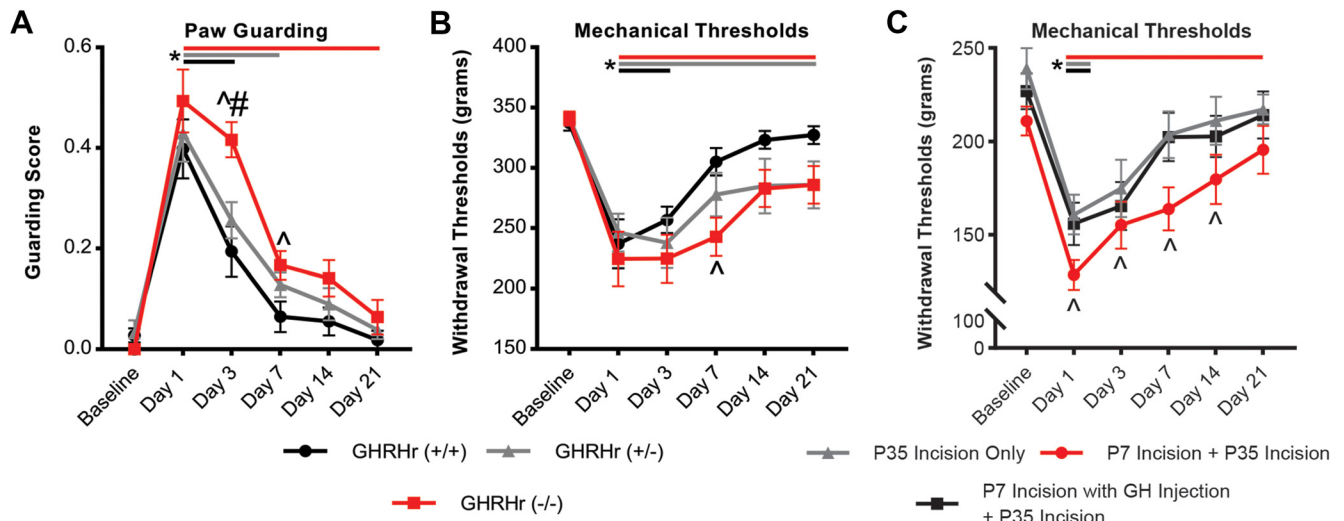 A
Paw Guarding
Guarding Score
0.6
0.4
0.2
0.0
*
^#
^
Baseline
Day 1
Day 3
Day 7
Day 14
Day 21
B
Mechanical Thresholds
Withdrawal Thresholds (grams)
400
350
300
250
200
150
*
^
Baseline
Day 1
Day 3
Day 7
Day 14
Day 21
C
Mechanical Thresholds
Withdrawal Thresholds (grams)
250
200
150
100
0
*
^
^
^
^
Baseline
Day 1
Day 3
Day 7
Day 14
Day 21
GHRHr (+/+)
GHRHr (+/-)
GHRHr (-/-)
P35 Incision Only
P7 Incision + P35 Incision
P7 Incision with GH Injection
+ P35 Incision